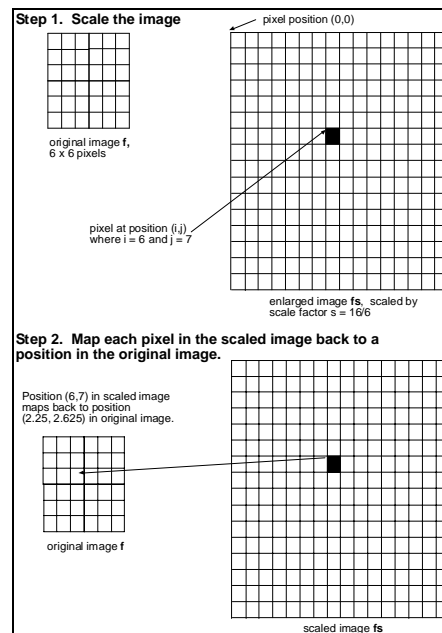 Step 1.  Scale the image
pixel position (0,0)
original image f,
6 x 6 pixels
pixel at position (i,j)
where i = 6 and j = 7
enlarged image fs,  scaled by
scale factor s = 16/6
Step 2.  Map each pixel in the scaled image back to a
position in the original image.
Position (6,7) in scaled image
maps back to position
(2.25, 2.625) in original image.
original image f
scaled image fs